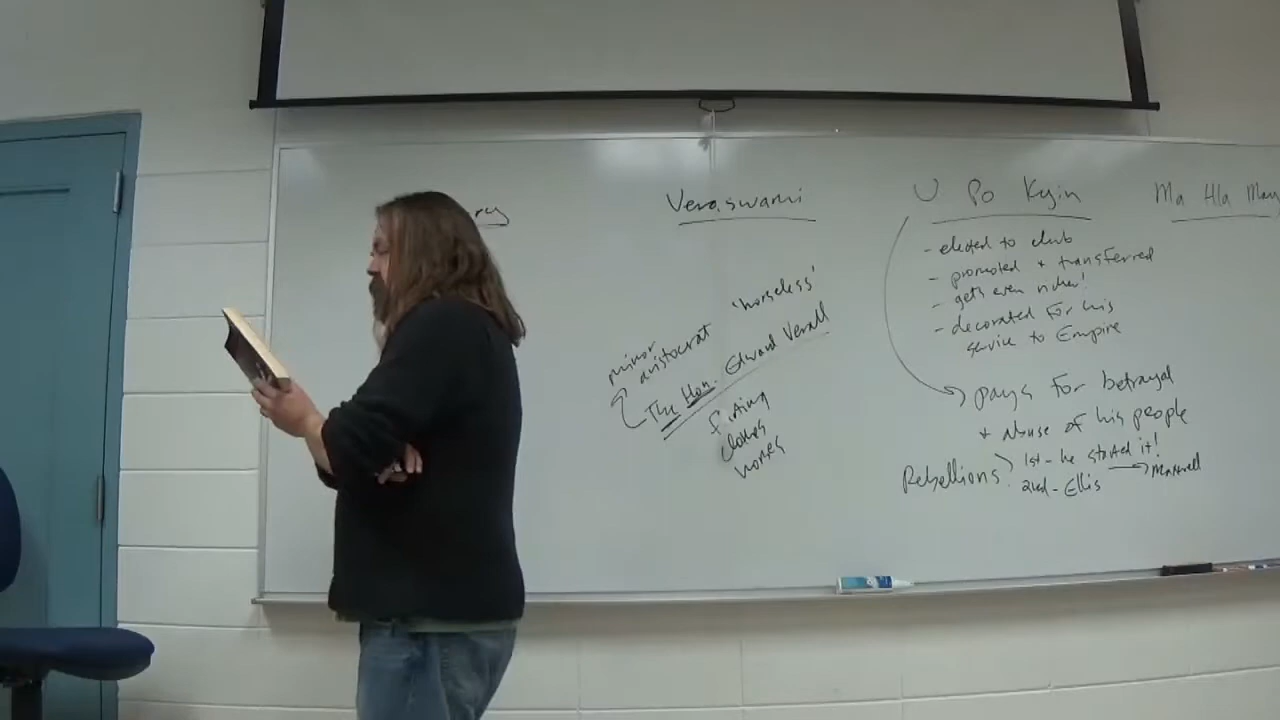 rey
Veraswami
U Po Kyin
Ma Hla May
- elected to club
- promoted + transferred
- gets even richer!
- decorated for his
service to Empire
'horseless'
minor
aristocrat
The Hon. Edward Verall
clothes
horses
pays for betrayal
+ abuse of his people
Rebellions
1st - he started it!
2nd - Ellis → Maxwell